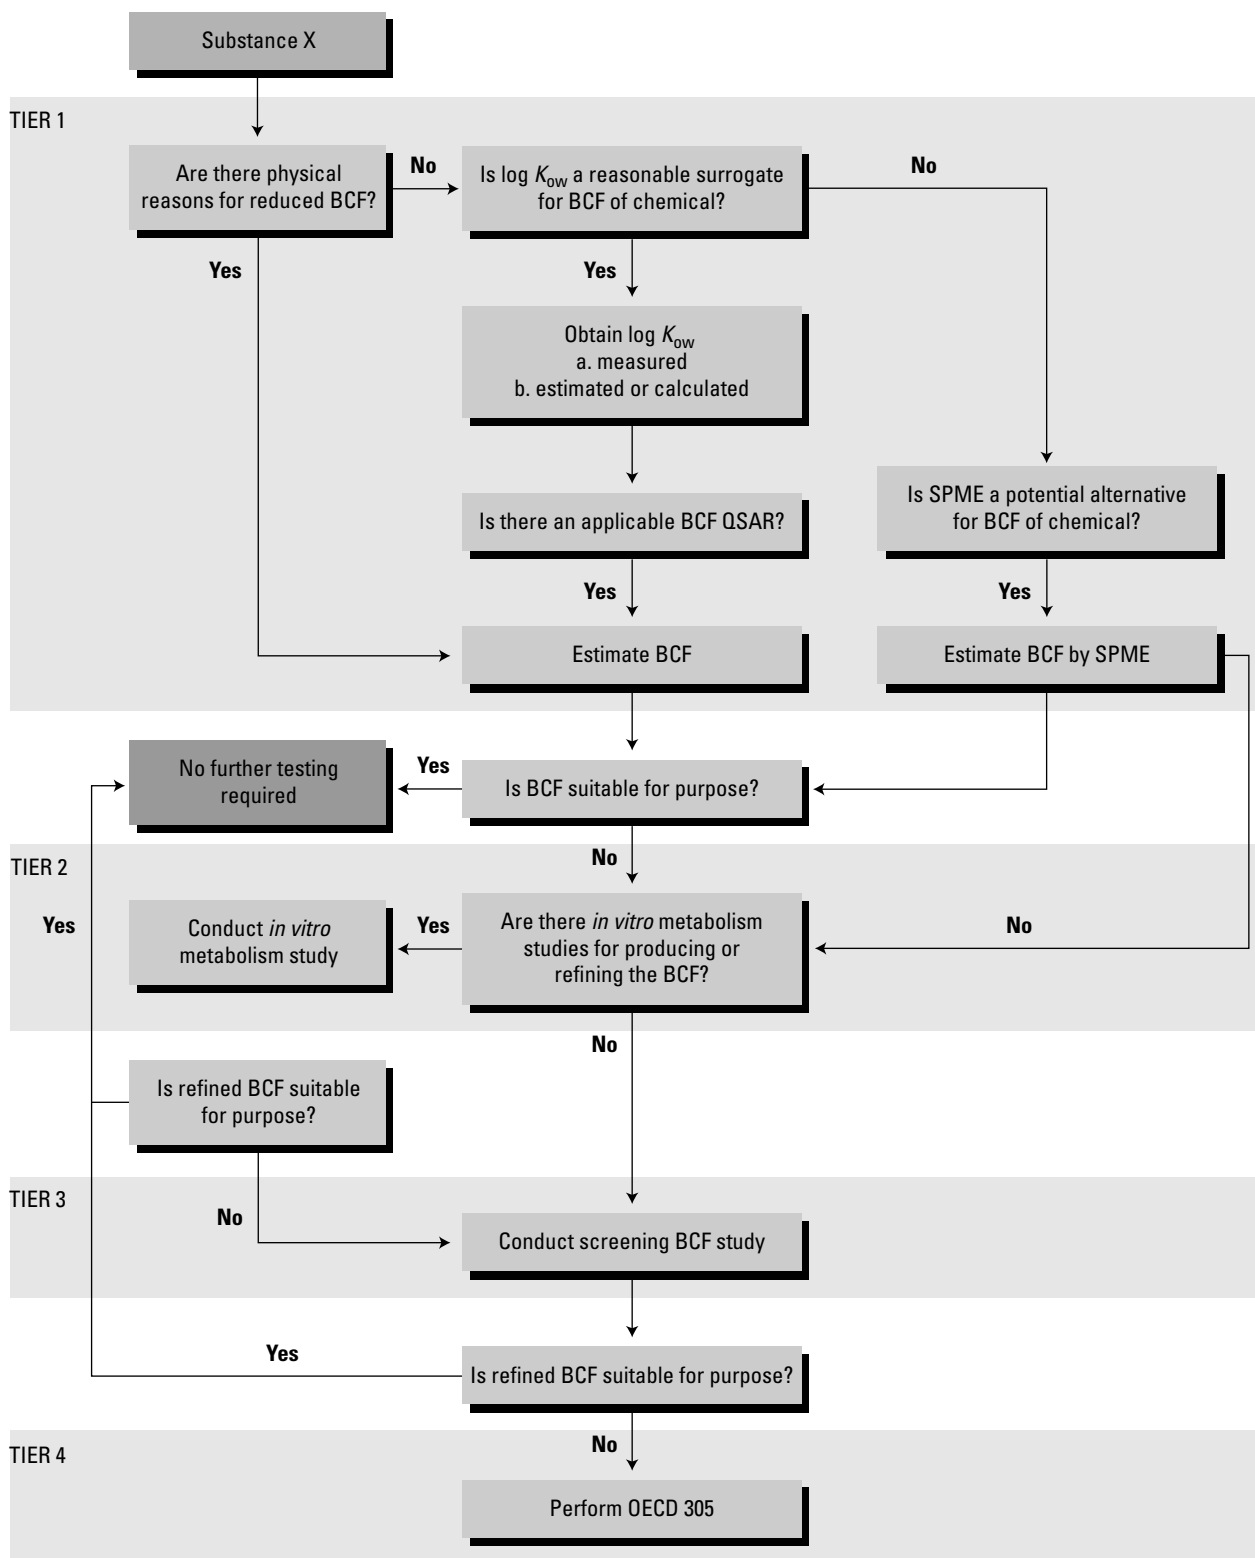 Substance X
TIER 1
Are there physical
reasons for reduced BCF?
No
Is log Kow a reasonable surrogate
for BCF of chemical?
No
Yes
Yes
Obtain log Kow
a. measured
b. estimated or calculated
Is there an applicable BCF QSAR?
Is SPME a potential alternative
for BCF of chemical?
Yes
Yes
Estimate BCF
Estimate BCF by SPME
No further testing
required
Yes
Is BCF suitable for purpose?
No
TIER 2
Yes
Conduct in vitro
metabolism study
Yes
Are there in vitro metabolism
studies for producing or
refining the BCF?
No
No
Is refined BCF suitable
for purpose?
TIER 3
No
Conduct screening BCF study
Yes
Is refined BCF suitable for purpose?
No
TIER 4
Perform OECD 305